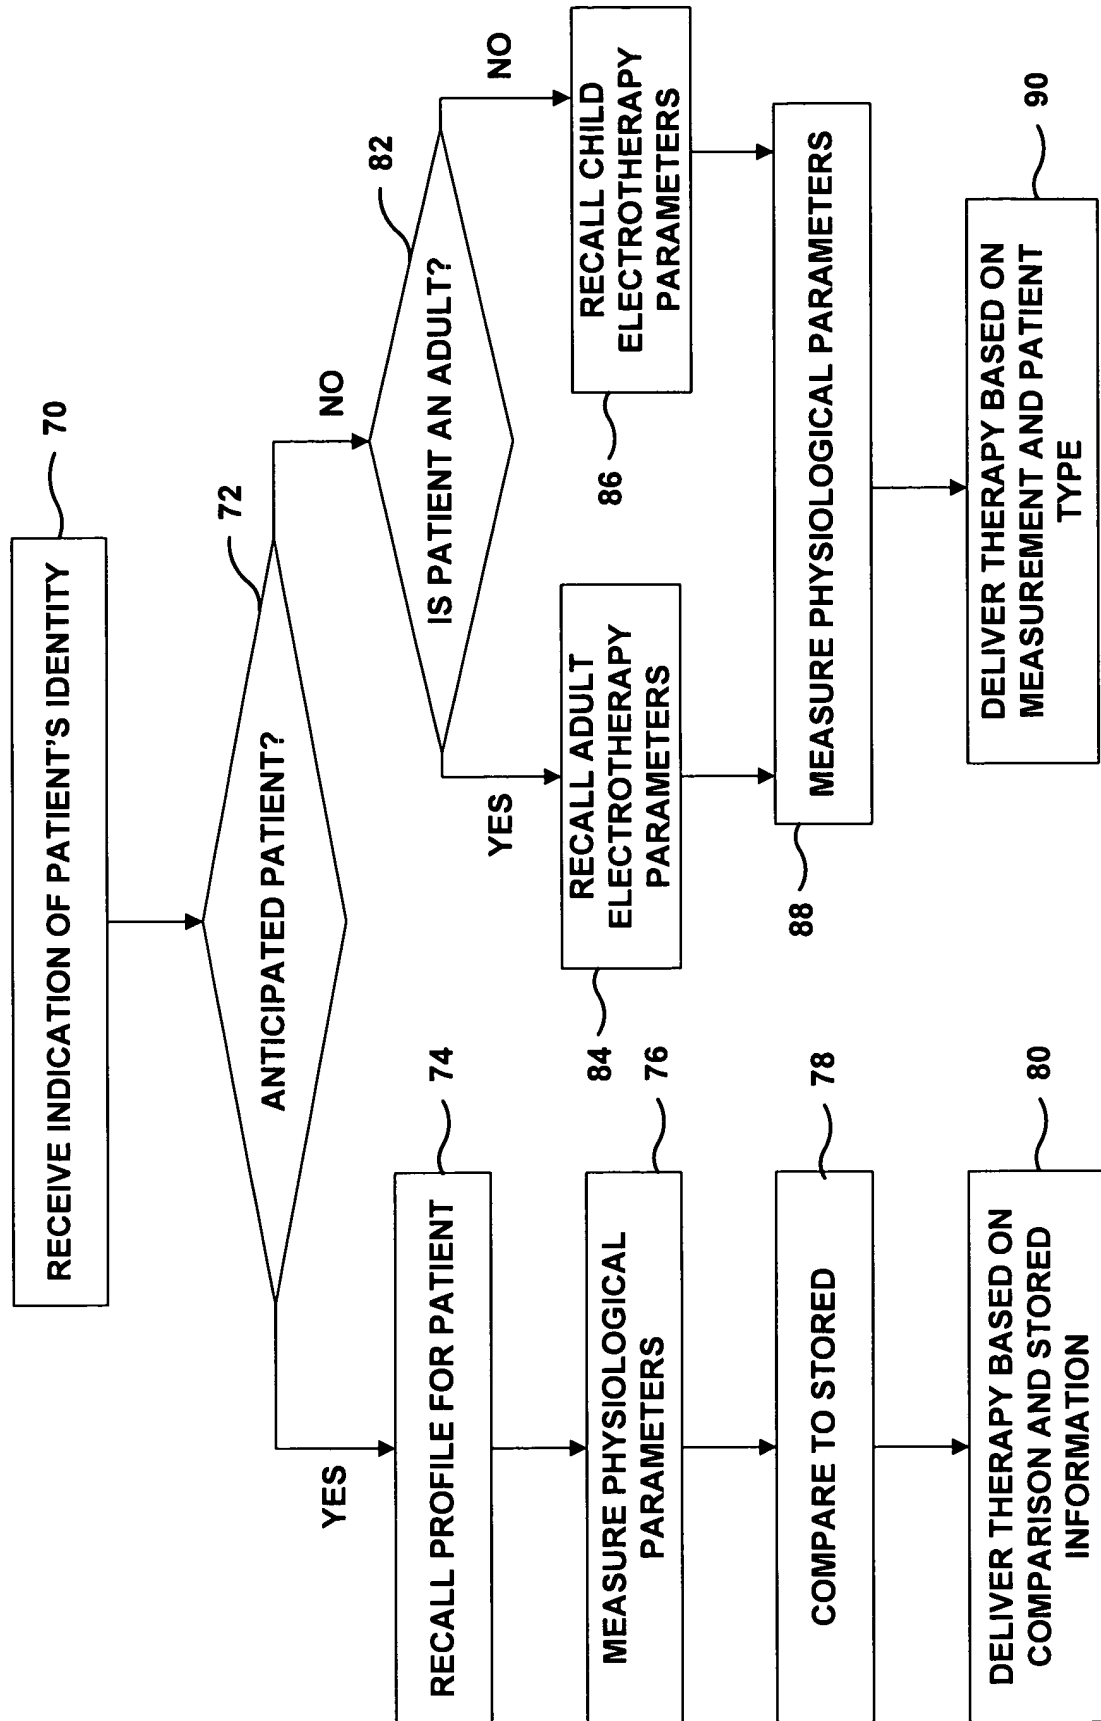 RECEIVE INDICATION OF PATIENT'S IDENTITY
70
ANTICIPATED PATIENT?
72
YES
NO
RECALL PROFILE FOR PATIENT
74
MEASURE PHYSIOLOGICAL
PARAMETERS
76
COMPARE TO STORED
78
DELIVER THERAPY BASED ON
COMPARISON AND STORED
INFORMATION
80
IS PATIENT AN ADULT?
82
YES
NO
RECALL ADULT
ELECTROTHERAPY
PARAMETERS
84
RECALL CHILD
ELECTROTHERAPY
PARAMETERS
86
MEASURE PHYSIOLOGICAL PARAMETERS
88
DELIVER THERAPY BASED ON
MEASUREMENT AND PATIENT
TYPE
90